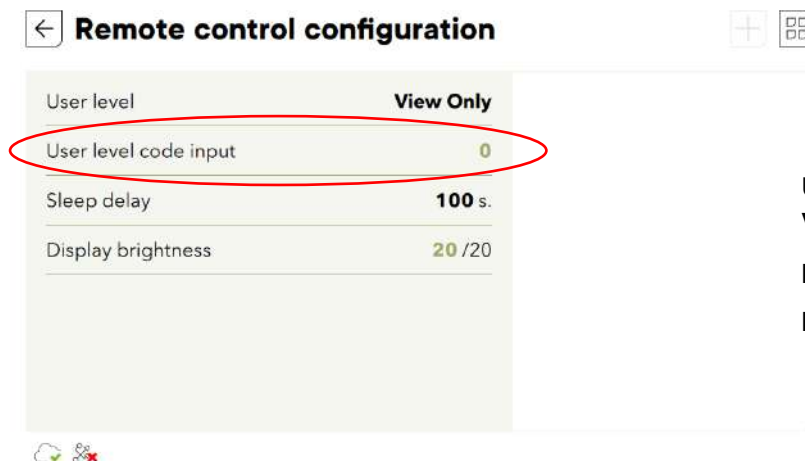 Remote control configuration
User level View Only
User level code input 0
Sleep delay 100 s.
Display brightness 20 /20